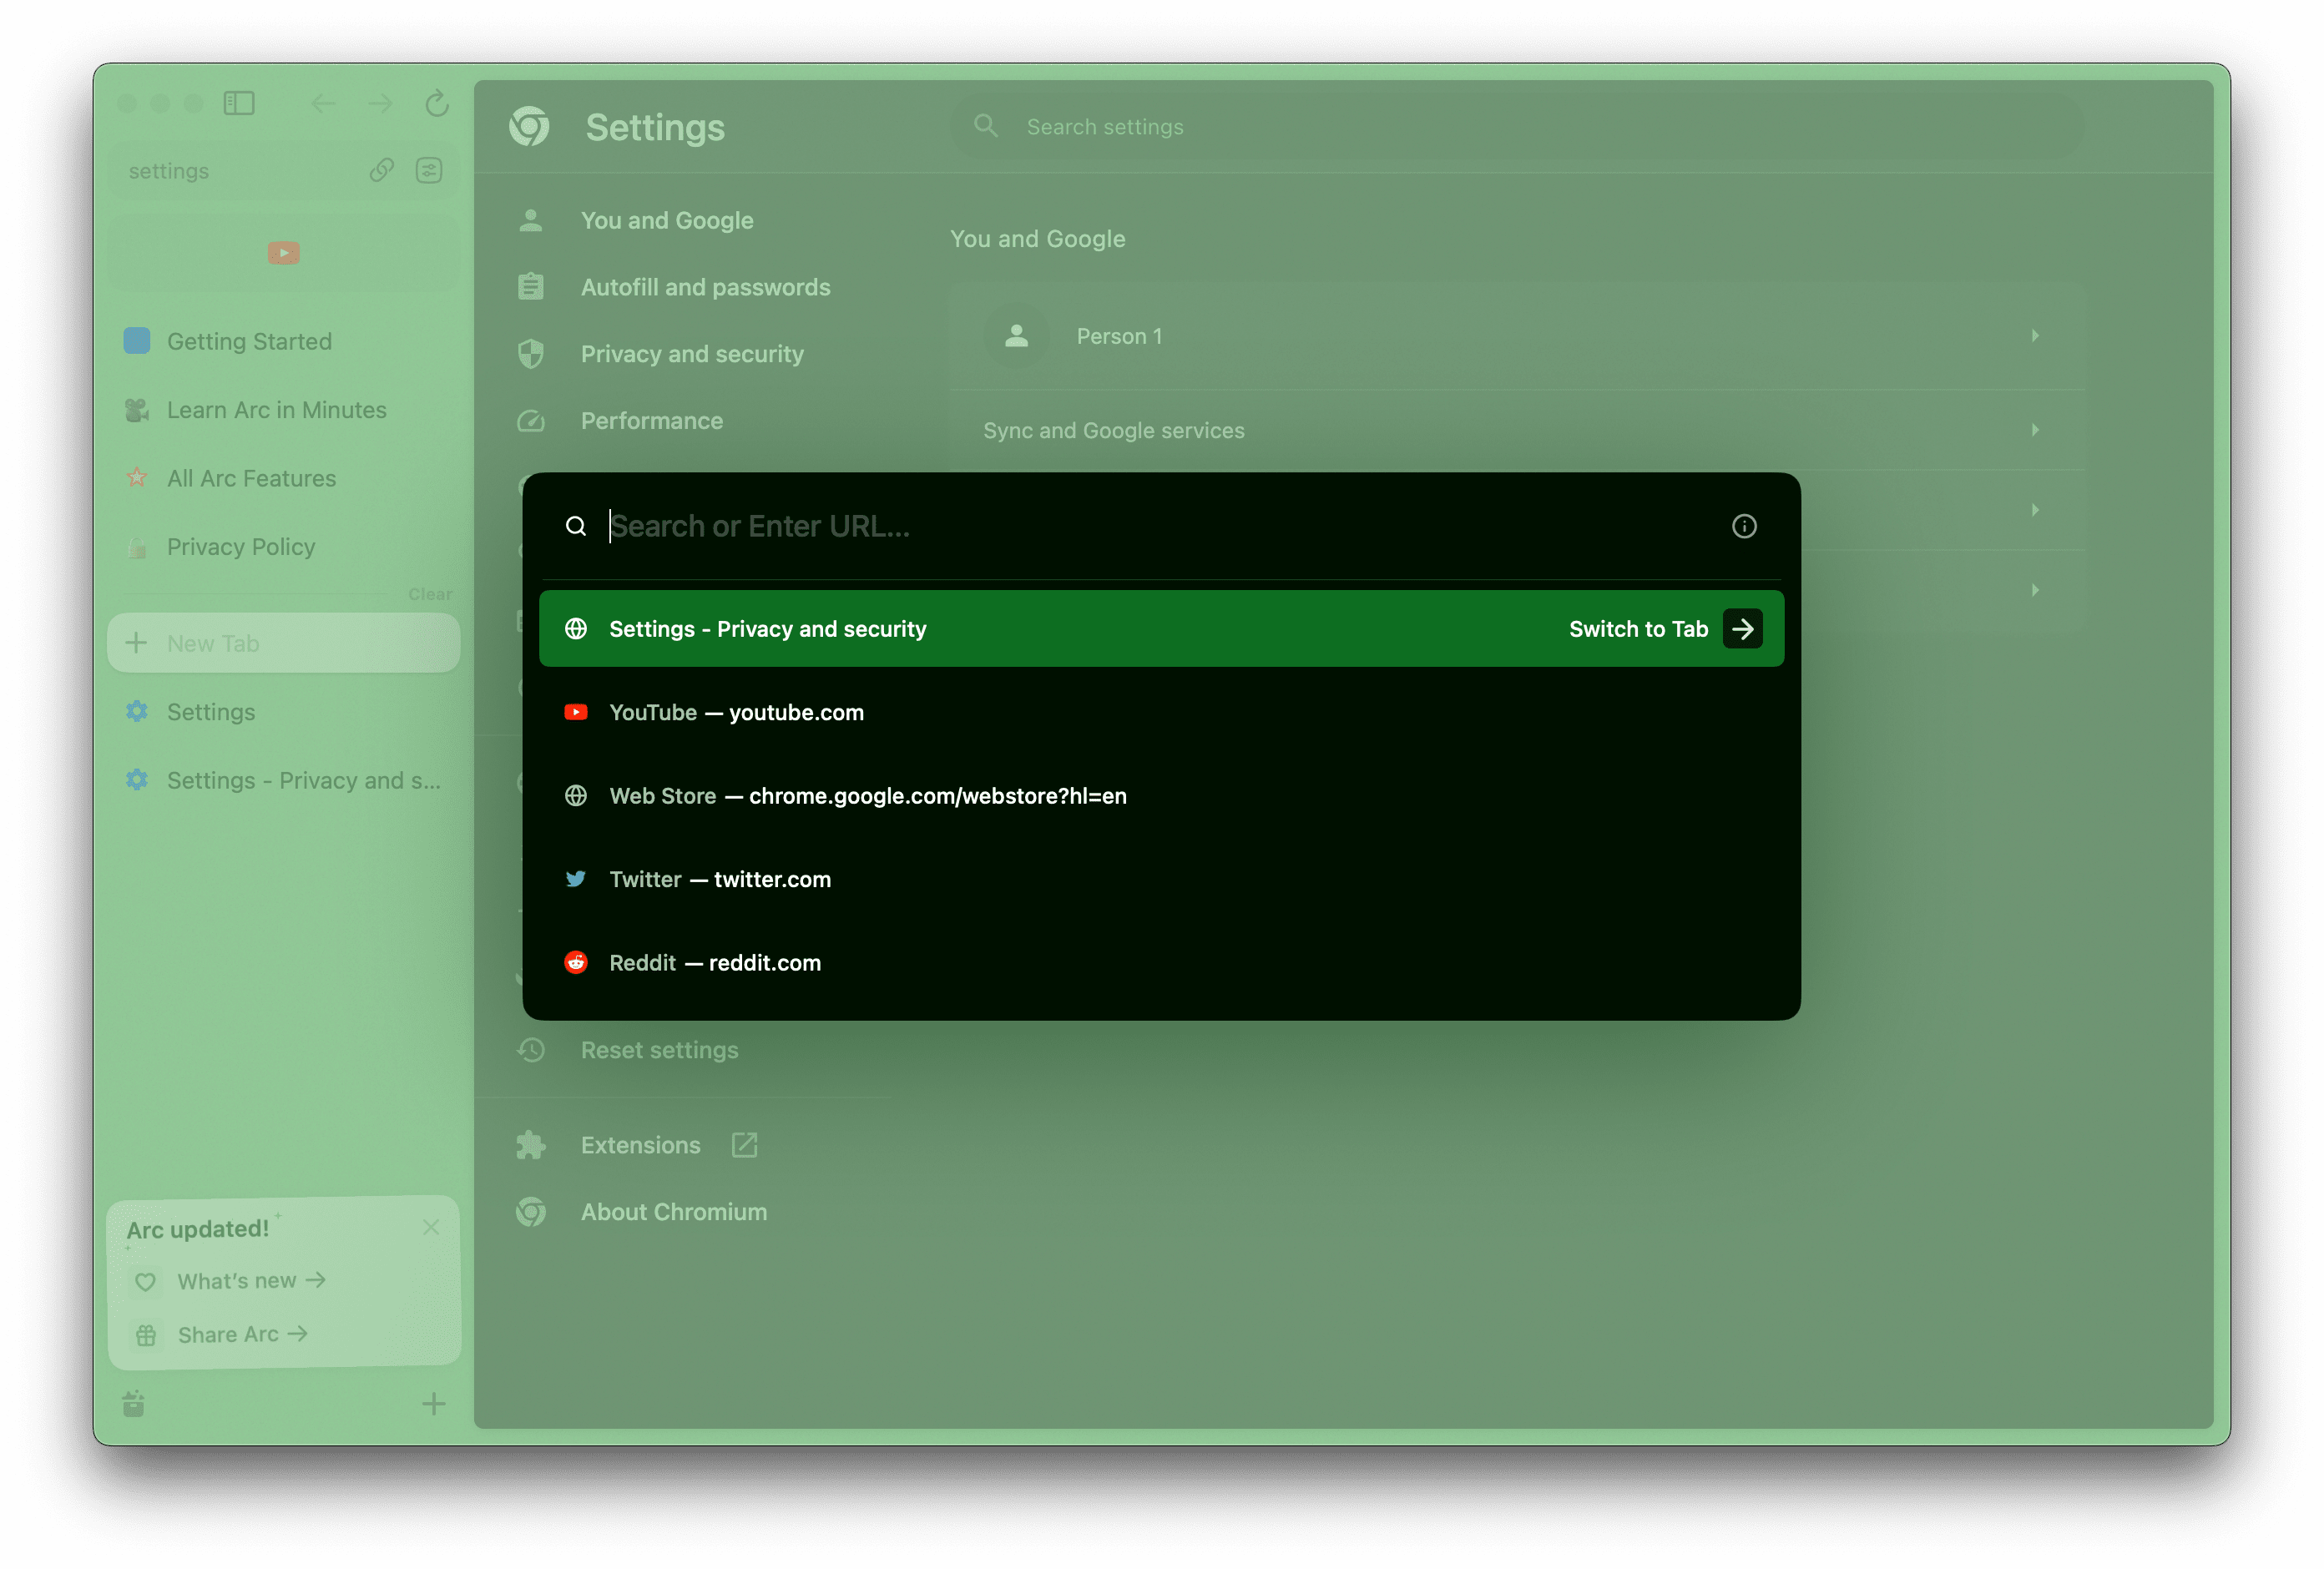 settings
Getting Started
Learn Arc in Minutes
All Arc Features
Privacy Policy
Clear
New Tab
Settings
Settings - Privacy and s...
Arc updated!
What's new →
Share Arc →
Settings
Search settings
You and Google
Autofill and passwords
Privacy and security
Performance
Reset settings
Extensions
About Chromium
You and Google
Person 1
Sync and Google services
Search or Enter URL...
Settings - Privacy and security Switch to Tab →
YouTube — youtube.com
Web Store — chrome.google.com/webstore?hl=en
Twitter — twitter.com
Reddit — reddit.com